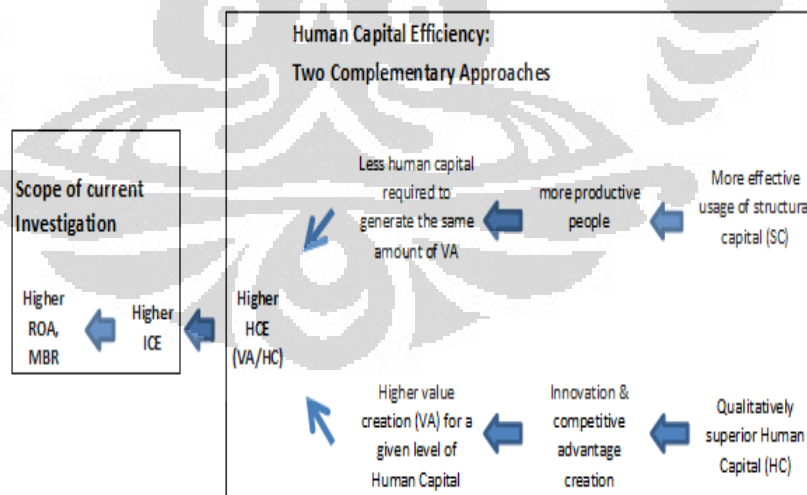 Human Capital Efficiency:
Two Complementary Approaches
Scope of current
Investigation
Less human capital
required to
generate the same
amount of VA
more productive
people
More effective
usage of structura
capital (SC)
Higher
ROA,
MBR
Higher
ICE
Higher
HCE
(VA/HC)
Higher value
creation (VA) for a
given level of
Human Capital
Innovation &
competitive
advantage
creation
Qualitatively
superior Human
Capital (HC)